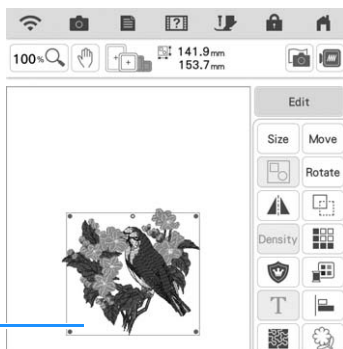 100%
141.9mm
153.7mm
Edit
Size Move
Rotate
Density
T